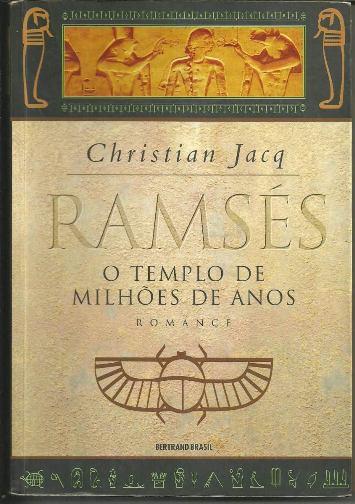 Christian Jacq
RAMSÉS
O TEMPLO DE
MILHÕES DE ANOS
ROMANCE
BERTRAND BRASIL